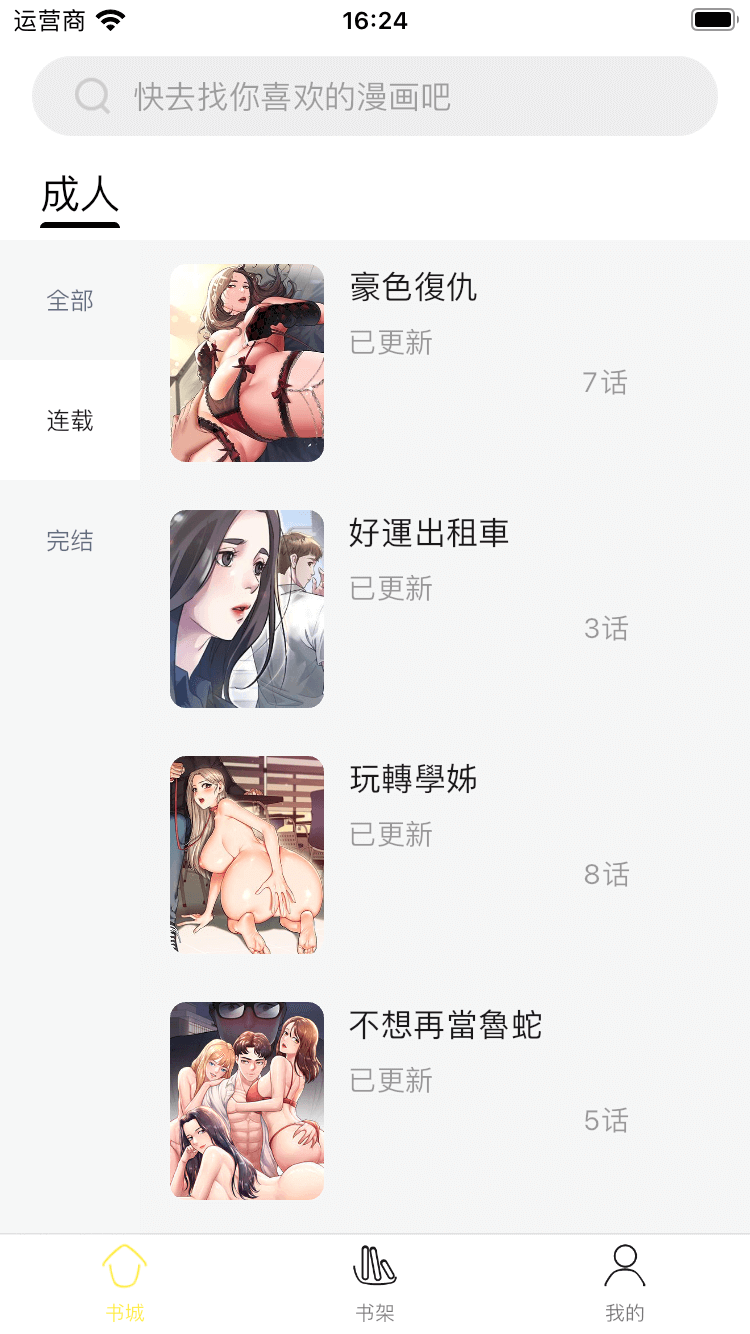 运营商
16:24
快去找你喜欢的漫画吧
成人
全部
连载
完结
豪色復仇
已更新
7话
好運出租車
已更新
3话
玩轉學姊
已更新
8话
不想再當魯蛇
已更新
5话
书城
书架
我的